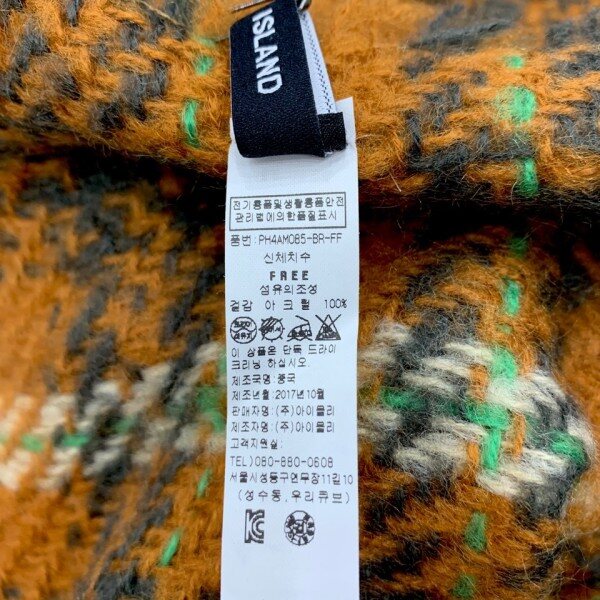 ISLAND
전기용품및생활용품안전
관리법에의한품질표시
품번: PH4AM085-BR-FF
신체치수
FREE
섬유의조성
겉감 아크릴 100%
이 상품은 단독 드라이
크리닝 하십시오.
제조국명:중국
제조년월:2017년10월
판매자명:(주)아이올리
제조자명:(주)아이올리
고객지원실:
TEL)080-880-0608
서울시성동구연무장11길10
(성수동,우리큐브)